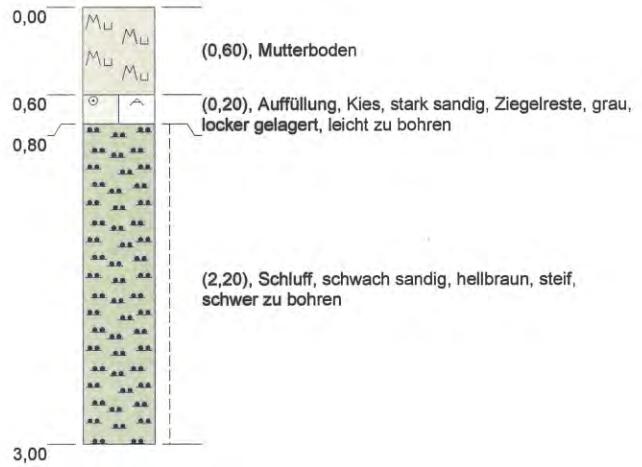 0,00
Mu Mu
Mu Mu
(0,60), Mutterboden
0,60
(0,20), Auffüllung, Kies, stark sandig, Ziegelreste, grau,
locker gelagert, leicht zu bohren
0,80
(2,20), Schluff, schwach sandig, hellbraun, steif,
schwer zu bohren
3,00